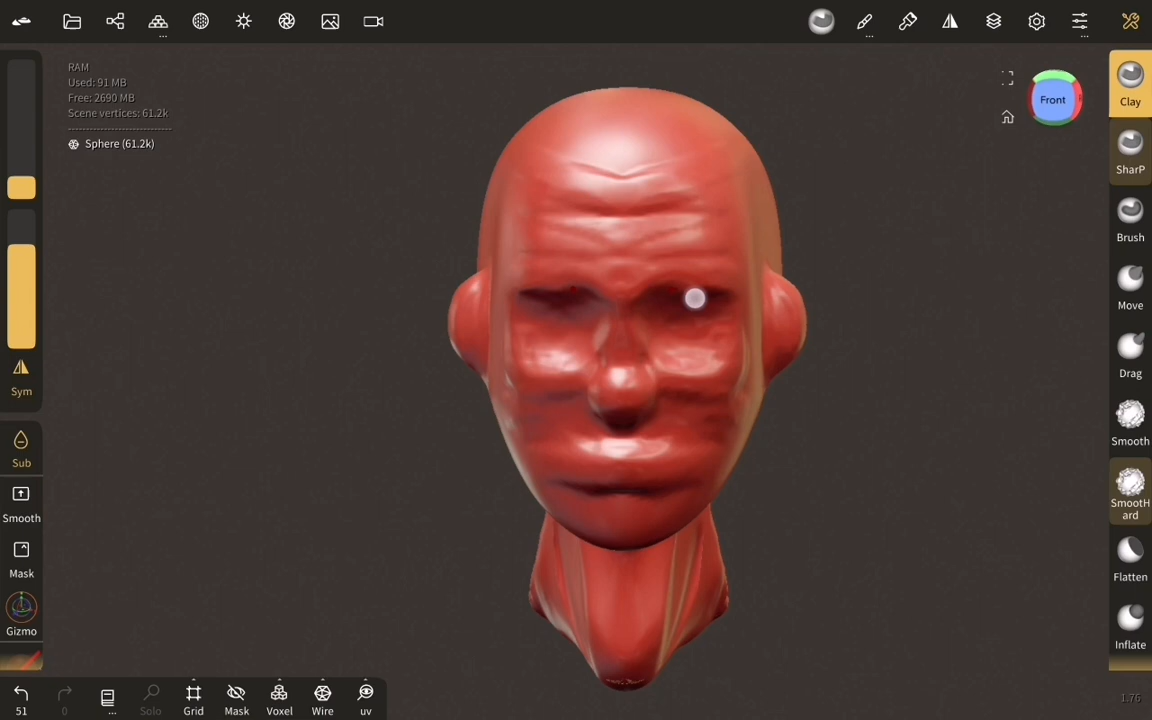 RAM
Used: 91 MB
Free: 2690 MB
Scene vertices: 61.2k
Sphere (61.2k)
Front
Clay
SharP
Brush
Move
Drag
Smooth
SmootH
ard
Flatten
Inflate
Sym
Sub
Smooth
Mask
Gizmo
51
0
...
Solo
Grid
Mask
Voxel
Wire
uv
1.76